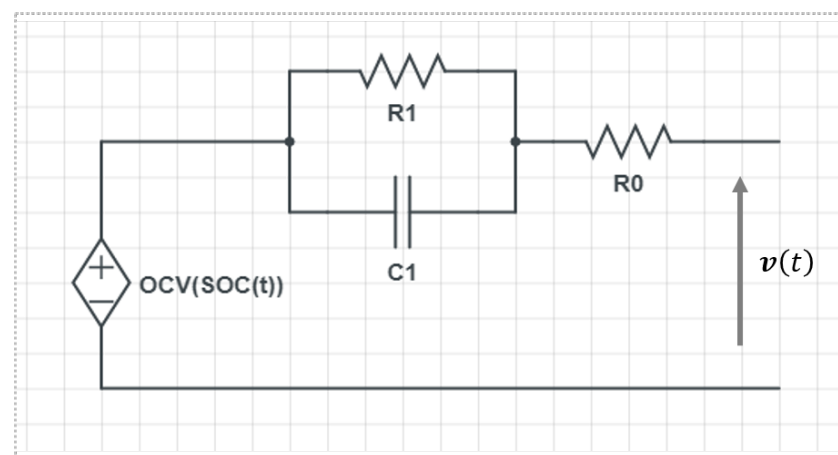 R1
R0
C1
OCV(SOC(t))
v(t)